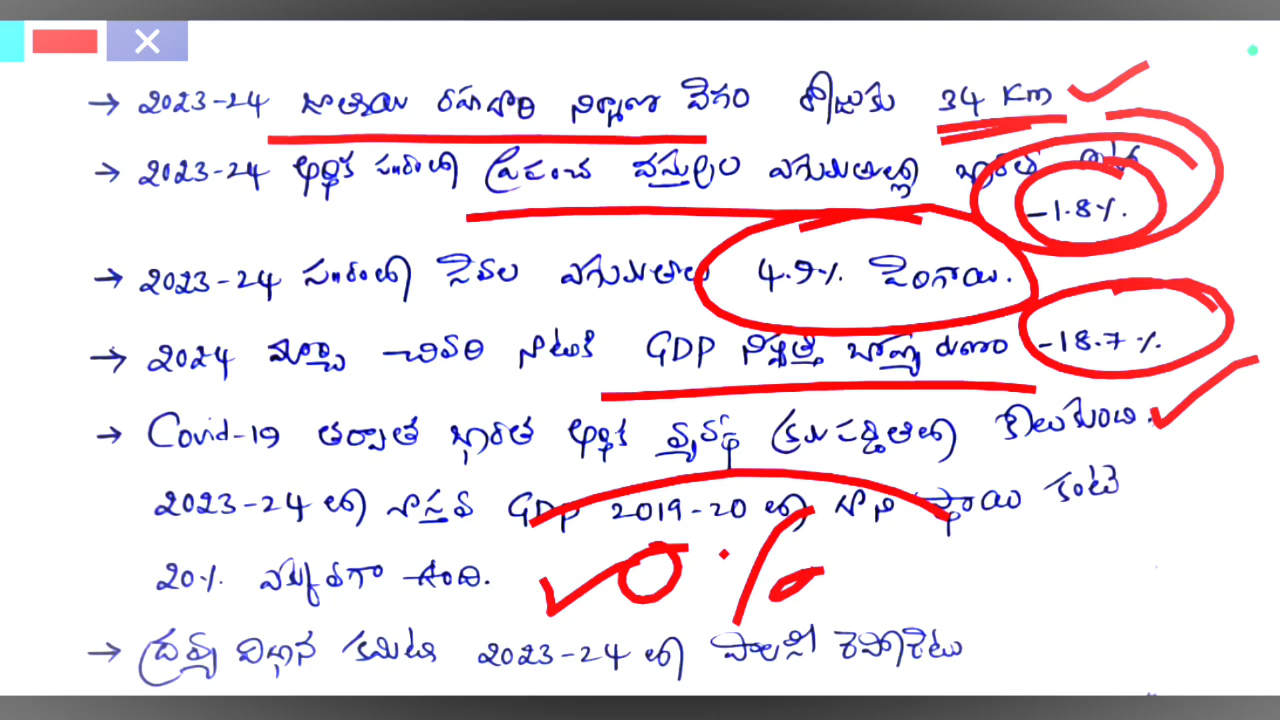 → 2023-24 జాతీయ రహదారి నిర్మాణ వేగం రోజుకు 34 Km
→ 2023-24 ఆర్థిక సం॥లో ప్రపంచ వస్తువుల ఎగుమతుల్లో భారత వాటా
-1.8%.
→ 2023-24 సం॥లో సేవల ఎగుమతులు 4.9% పెరిగాయి.
→ 2024 మార్చి చివరి నాటికి GDP నిష్పత్తి బాహ్య రుణం -18.7%.
→ Covid-19 తర్వాత భారత ఆర్థిక వ్యవస్థ క్రమపద్ధతిలో కోలుకుంది.
2023-24 లో వాస్తవ GDP 2019-20 లో దాని స్థాయి కంటే
20% ఎక్కువగా ఉంది.
→ ద్రవ్య విధాన కమిటీ 2023-24 లో పాలసీ రెపోరేటు